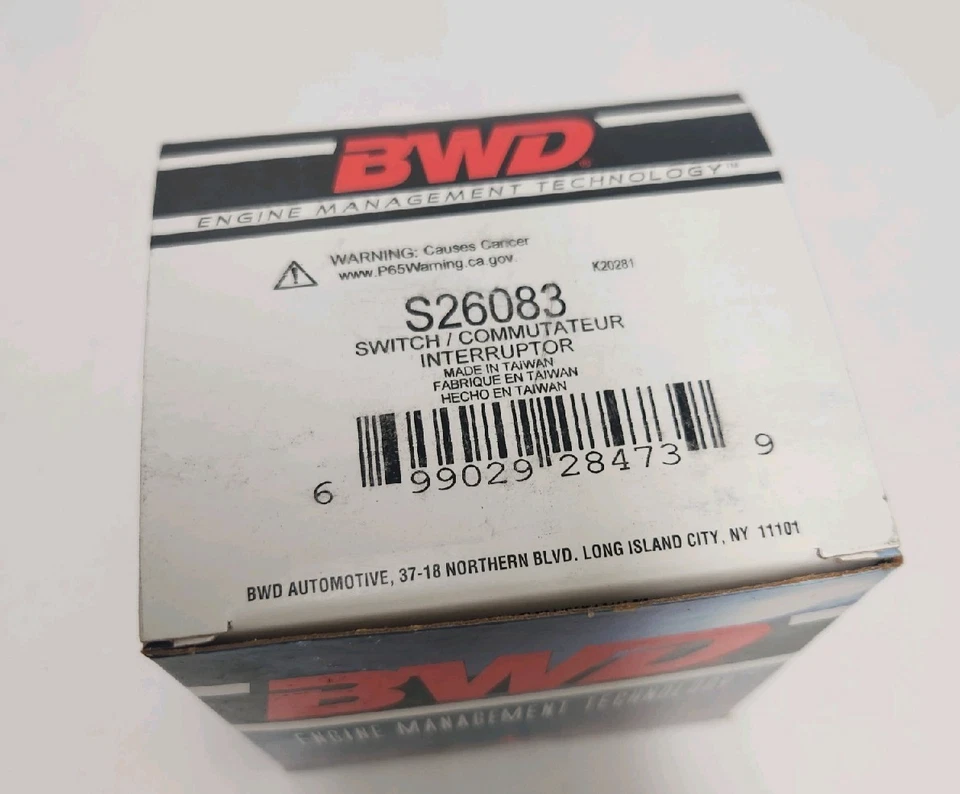 BWD®
ENGINE MANAGEMENT TECHNOLOGY™
WARNING: Causes Cancer
www.P65Warning.ca.gov.
K20281
S26083
SWITCH / COMMUTATEUR
INTERRUPTOR
MADE IN TAIWAN
FABRIQUE EN TAIWAN
HECHO EN TAIWAN
6 99029 28473 9
BWD AUTOMOTIVE, 37-18 NORTHERN BLVD. LONG ISLAND CITY, NY 11101
BWD
ENGINE MANAGEMENT TECHNOLOGY